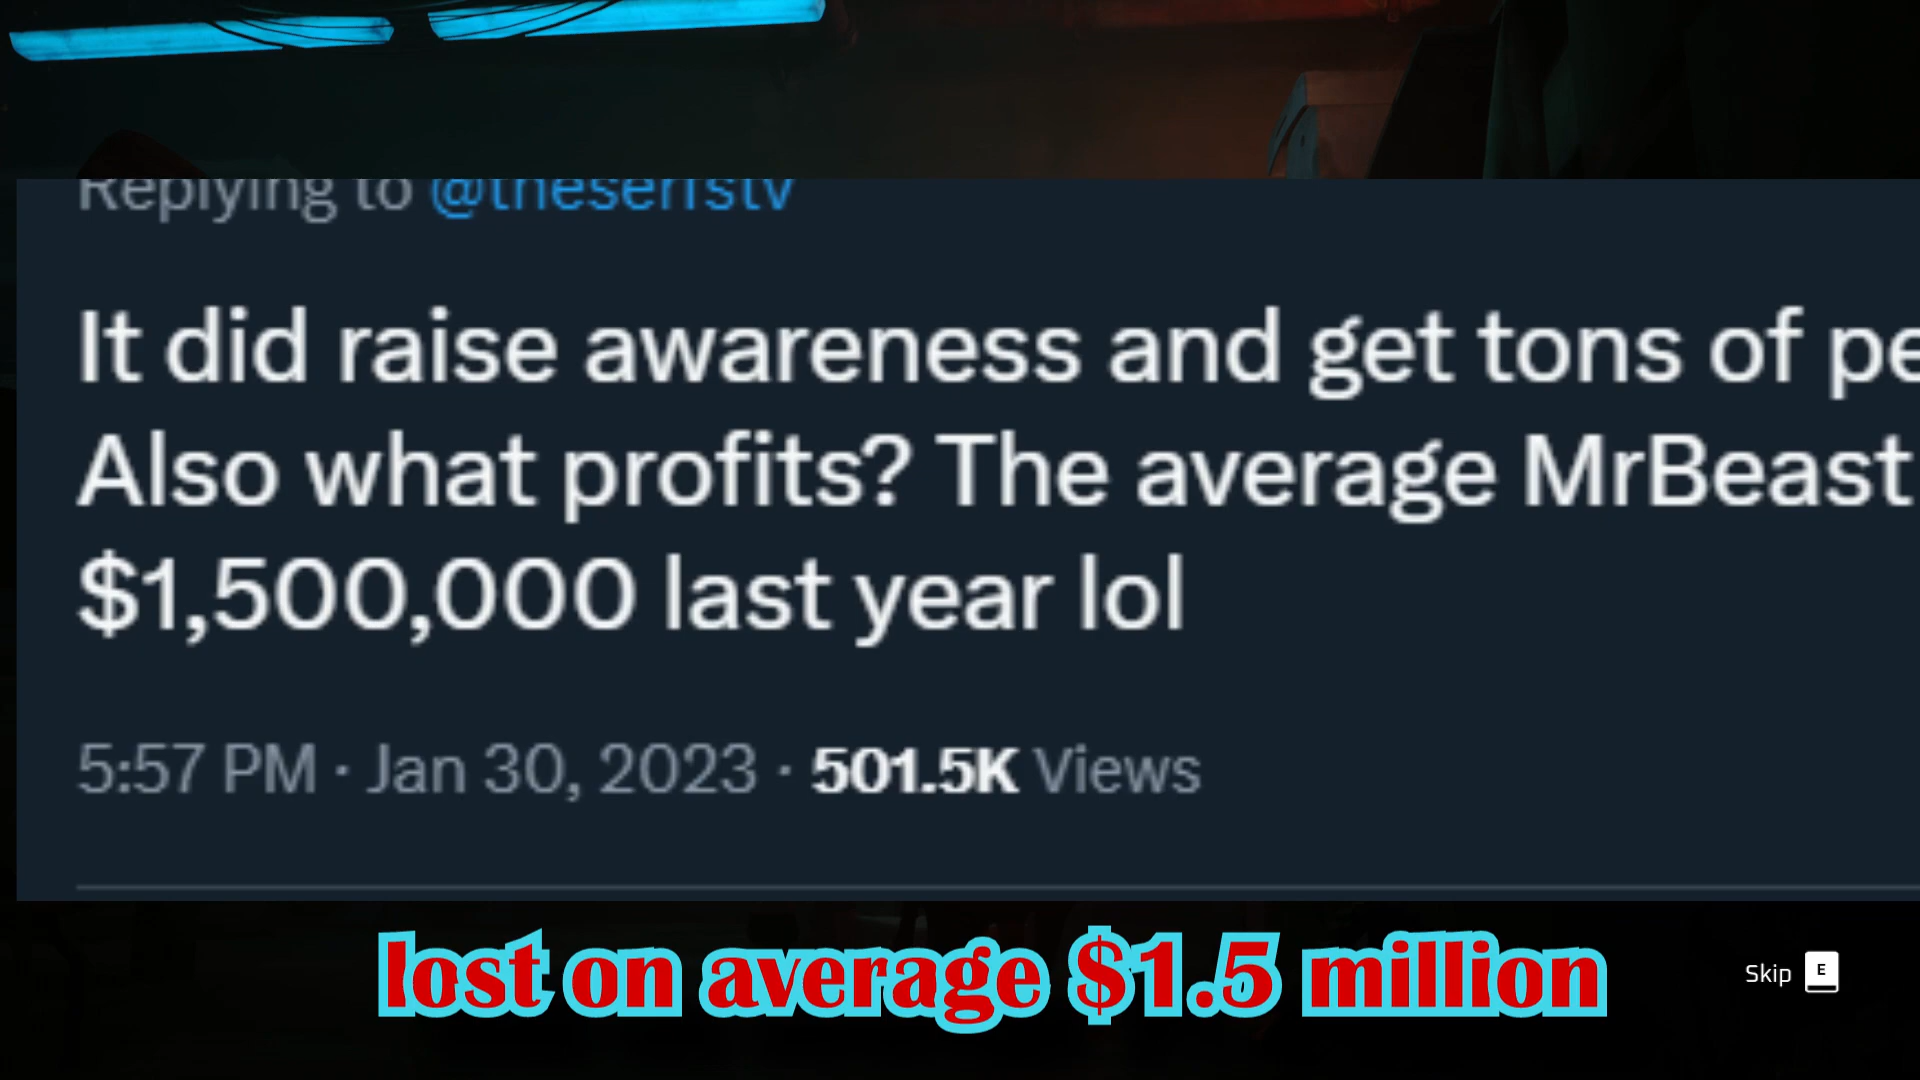 Replying to @theserfstv
It did raise awareness and get tons of
Also what profits? The average MrBeast
$1,500,000 last year lol
5:57 PM · Jan 30, 2023 · 501.5K Views
lost on average $1.5 million
Skip E